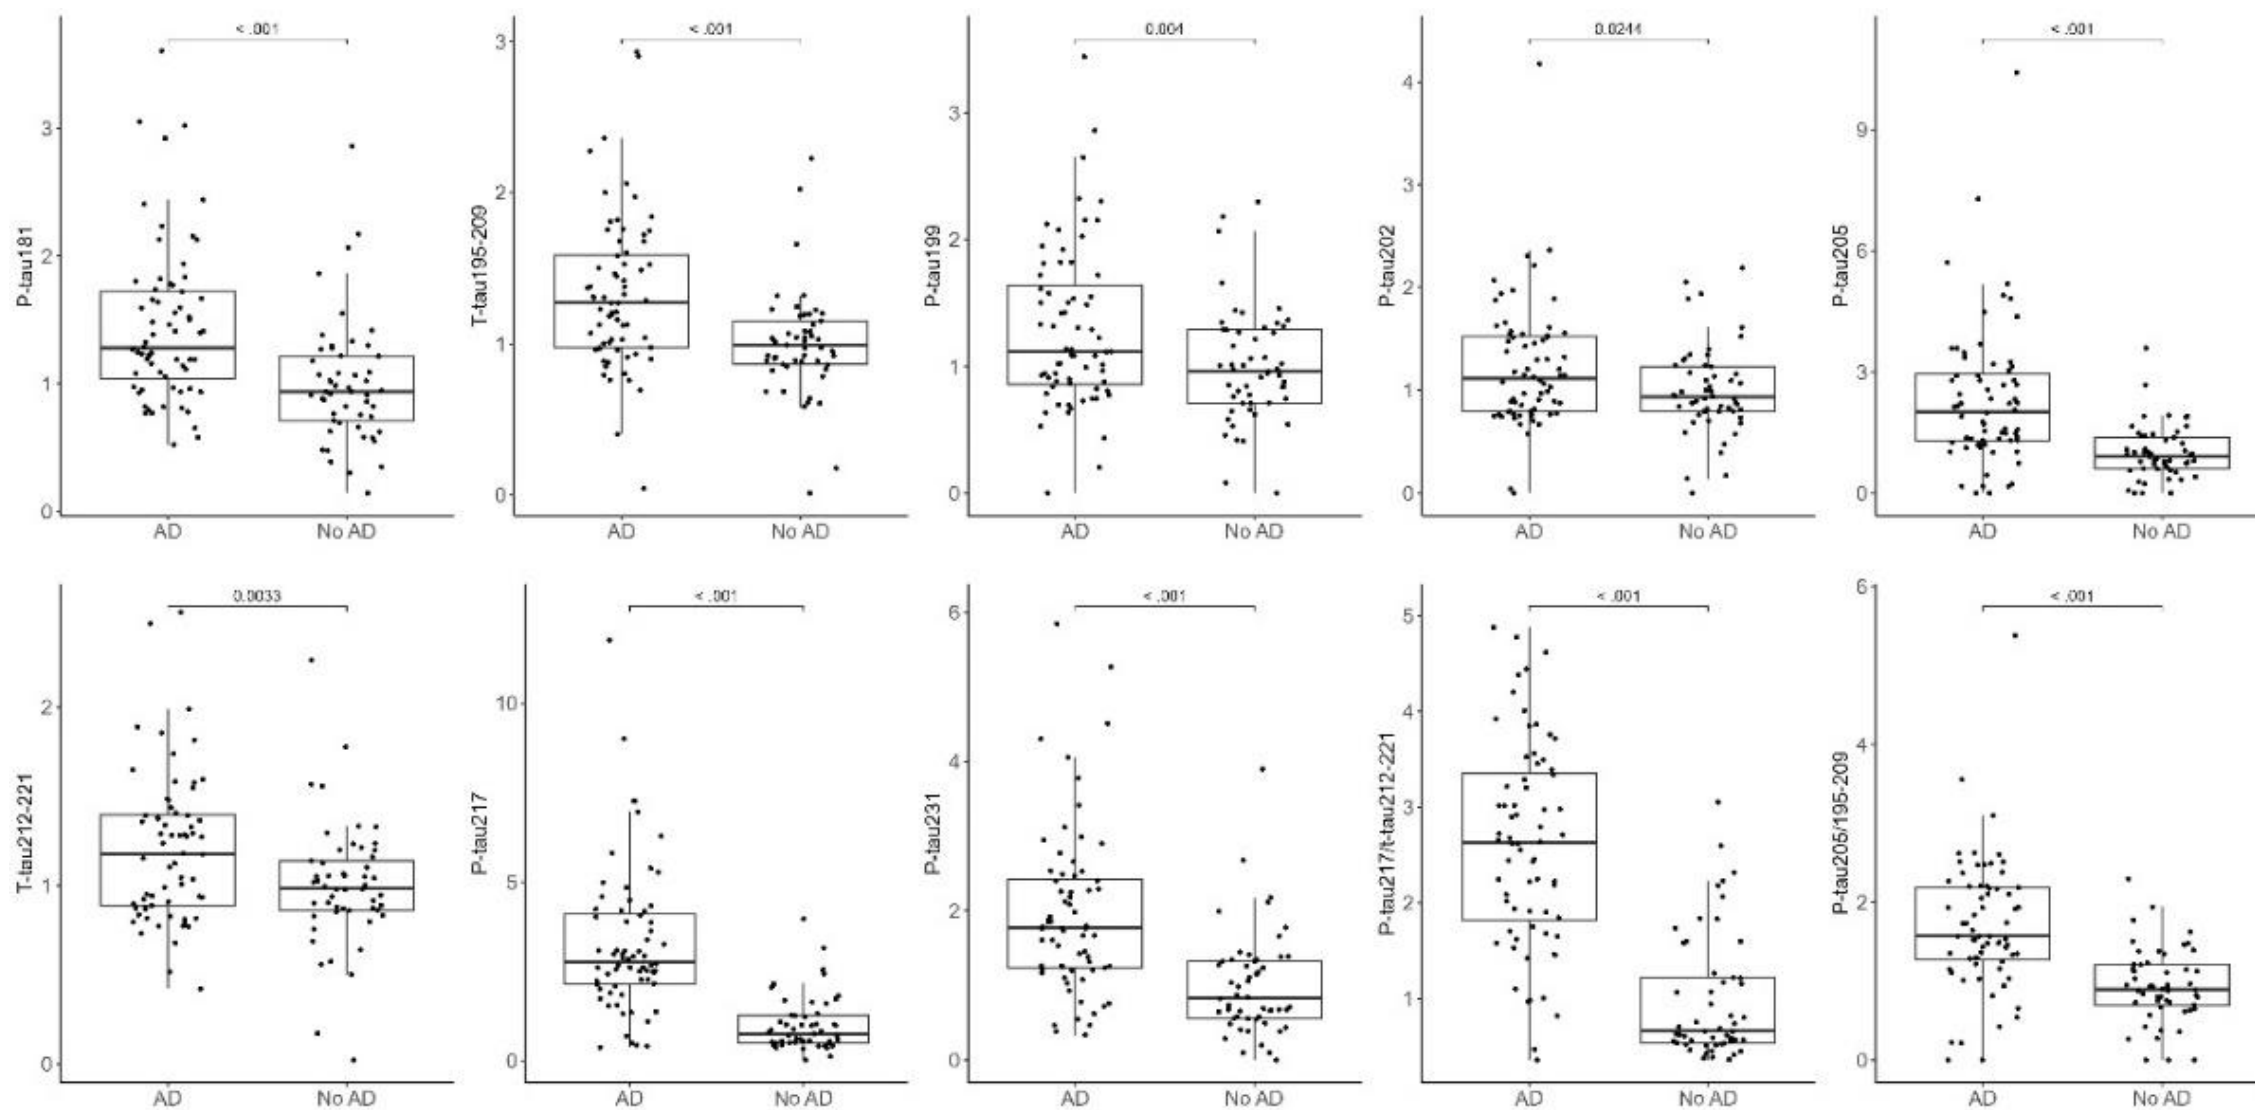 < .001
P-tau181
3
2
1
0
AD
No AD
< .001
T-tau195-209
3
2
1
0
AD
No AD
0.004
P-tau199
3
2
1
0
AD
No AD
0.0244
P-tau202
4
3
2
1
0
AD
No AD
< .001
P-tau205
9
6
3
0
AD
No AD
0.0033
T-tau212-221
2
1
0
AD
No AD
< .001
P-tau217
10
5
0
AD
No AD
< .001
P-tau231
6
4
2
0
AD
No AD
< .001
P-tau217/t-tau212-221
5
4
3
2
1
AD
No AD
< .001
P-tau205/195-209
6
4
2
0
AD
No AD